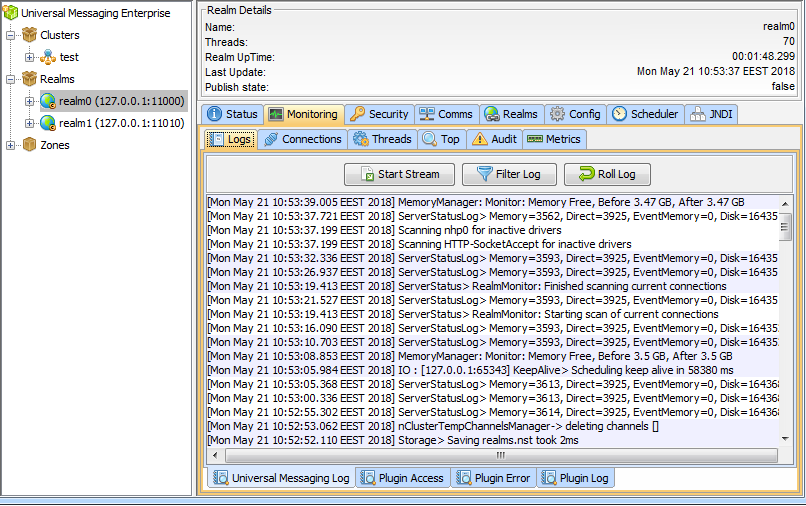 Universal Messaging Enterprise
Clusters
test
Realms
realm0 (127.0.0.1:11000)
realm1 (127.0.0.1:11010)
Zones
Realm Details
Name: realm0
Threads: 70
Realm UpTime: 00:01:48.299
Last Update: Mon May 21 10:53:37 EEST 2018
Publish state: false
Status Monitoring Security Comms Realms Config Scheduler JNDI
Logs Connections Threads Top Audit Metrics
Start Stream Filter Log Roll Log
[Mon May 21 10:53:39.005 EEST 2018] MemoryManager: Monitor: Memory Free, Before 3.47 GB, After 3.47 GB
[Mon May 21 10:53:37.721 EEST 2018] ServerStatusLog> Memory=3562, Direct=3925, EventMemory=0, Disk=16435
[Mon May 21 10:53:37.199 EEST 2018] Scanning nhp0 for inactive drivers
[Mon May 21 10:53:37.199 EEST 2018] Scanning HTTP-SocketAccept for inactive drivers
[Mon May 21 10:53:32.336 EEST 2018] ServerStatusLog> Memory=3593, Direct=3925, EventMemory=0, Disk=16435
[Mon May 21 10:53:26.937 EEST 2018] ServerStatusLog> Memory=3593, Direct=3925, EventMemory=0, Disk=16435
[Mon May 21 10:53:19.413 EEST 2018] ServerStatus> RealmMonitor: Finished scanning current connections
[Mon May 21 10:53:21.527 EEST 2018] ServerStatusLog> Memory=3593, Direct=3925, EventMemory=0, Disk=16435
[Mon May 21 10:53:19.413 EEST 2018] ServerStatus> RealmMonitor: Starting scan of current connections
[Mon May 21 10:53:16.090 EEST 2018] ServerStatusLog> Memory=3593, Direct=3925, EventMemory=0, Disk=16435
[Mon May 21 10:53:10.703 EEST 2018] ServerStatusLog> Memory=3593, Direct=3925, EventMemory=0, Disk=16435
[Mon May 21 10:53:08.853 EEST 2018] MemoryManager: Monitor: Memory Free, Before 3.5 GB, After 3.5 GB
[Mon May 21 10:53:05.984 EEST 2018] IO : [127.0.0.1:65343] KeepAlive> Scheduling keep alive in 58380 ms
[Mon May 21 10:53:05.368 EEST 2018] ServerStatusLog> Memory=3613, Direct=3925, EventMemory=0, Disk=16436
[Mon May 21 10:53:00.336 EEST 2018] ServerStatusLog> Memory=3613, Direct=3925, EventMemory=0, Disk=16436
[Mon May 21 10:52:55.302 EEST 2018] ServerStatusLog> Memory=3614, Direct=3925, EventMemory=0, Disk=16436
[Mon May 21 10:52:53.062 EEST 2018] nClusterTempChannelsManager-> deleting channels []
[Mon May 21 10:52:52.110 EEST 2018] Storage> Saving realms.nst took 2ms
Universal Messaging Log Plugin Access Plugin Error Plugin Log